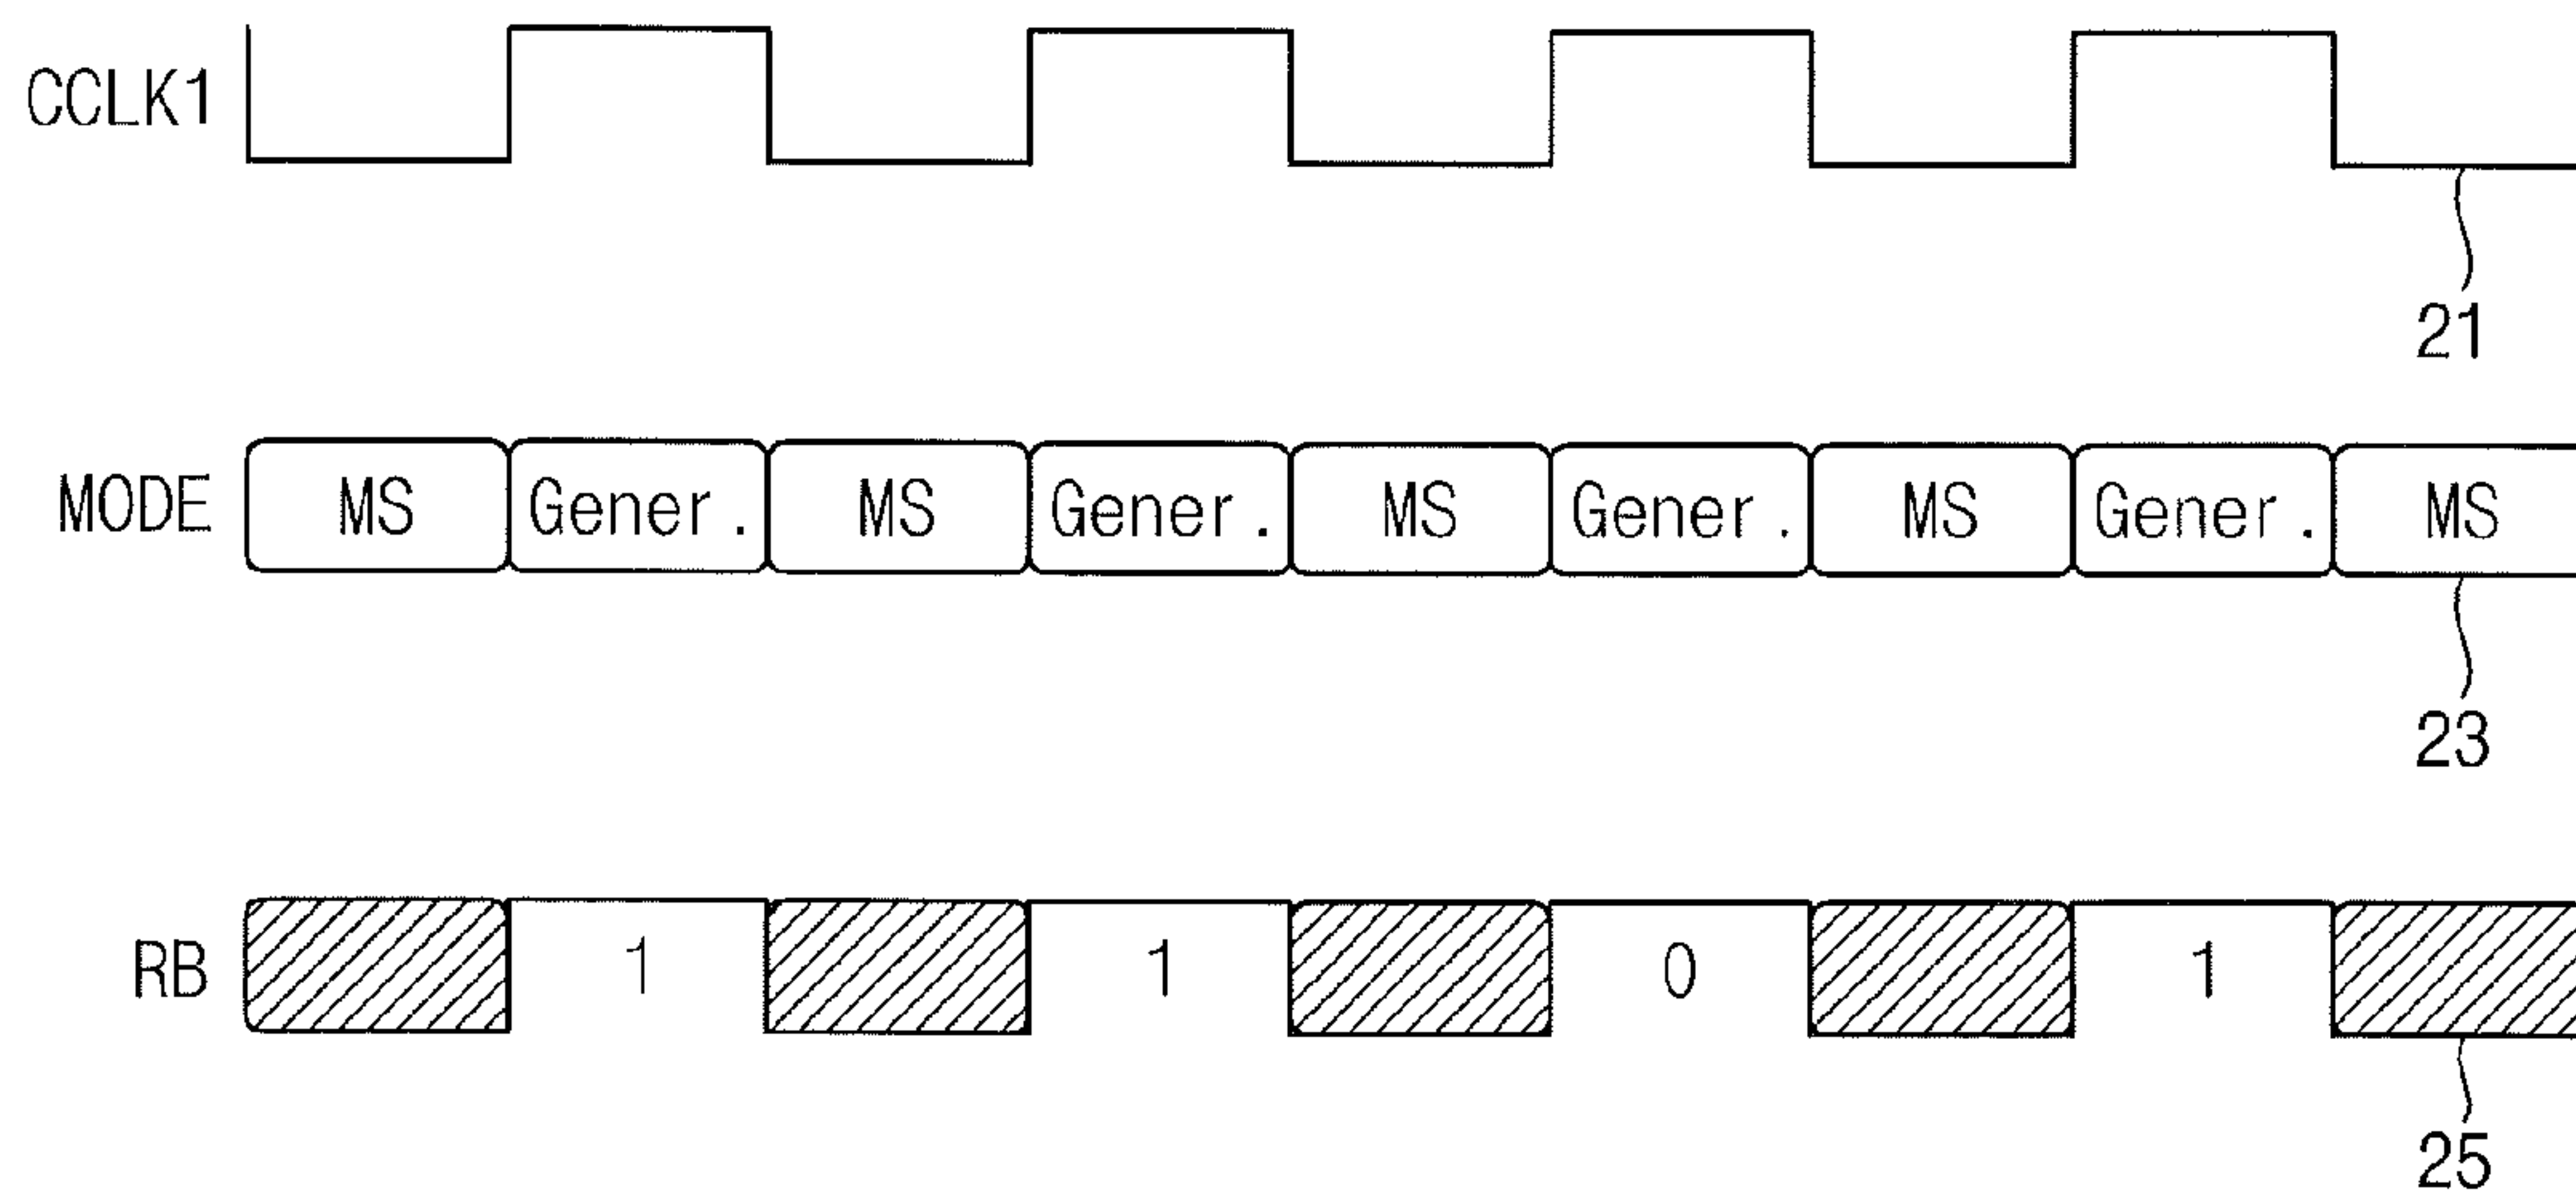 CCLK1
21
MODE MS Gener. MS Gener. MS Gener. MS Gener. MS
23
RB 1 1 0 1
25